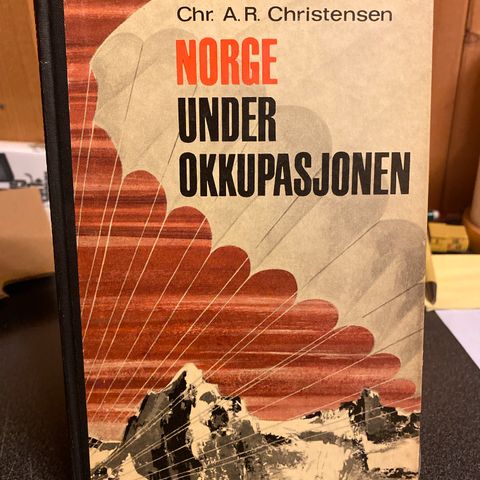 Chr. A. R. Christensen
NORGE
UNDER
OKKUPASJONEN